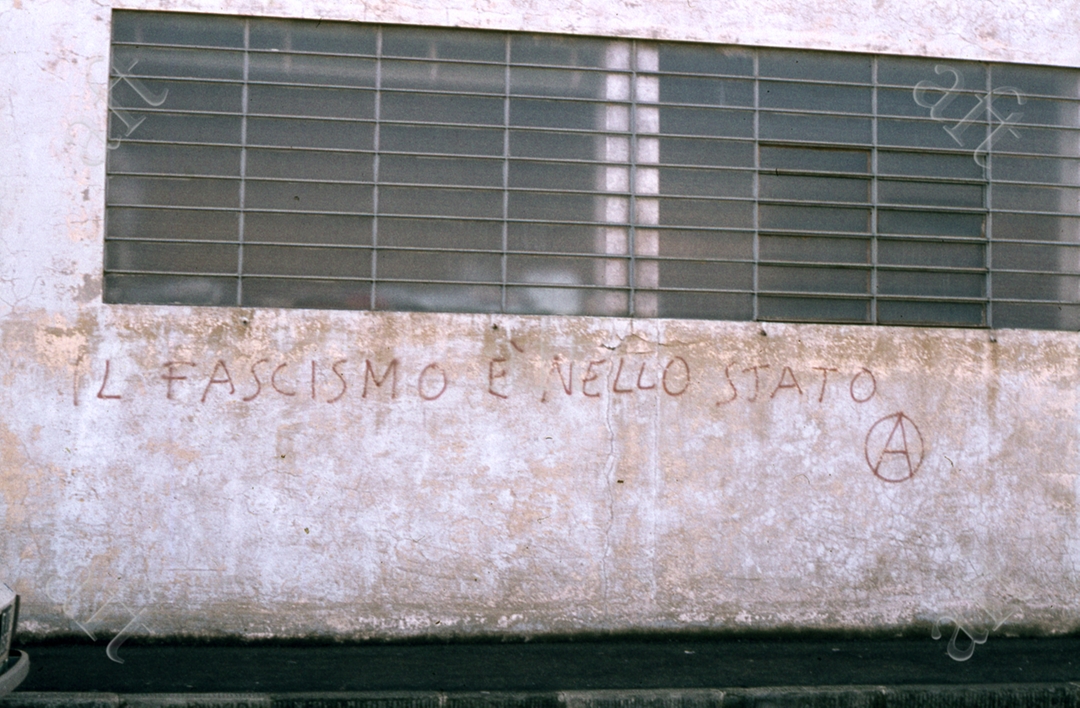 IL FASCISMO È NELLO STATO
A